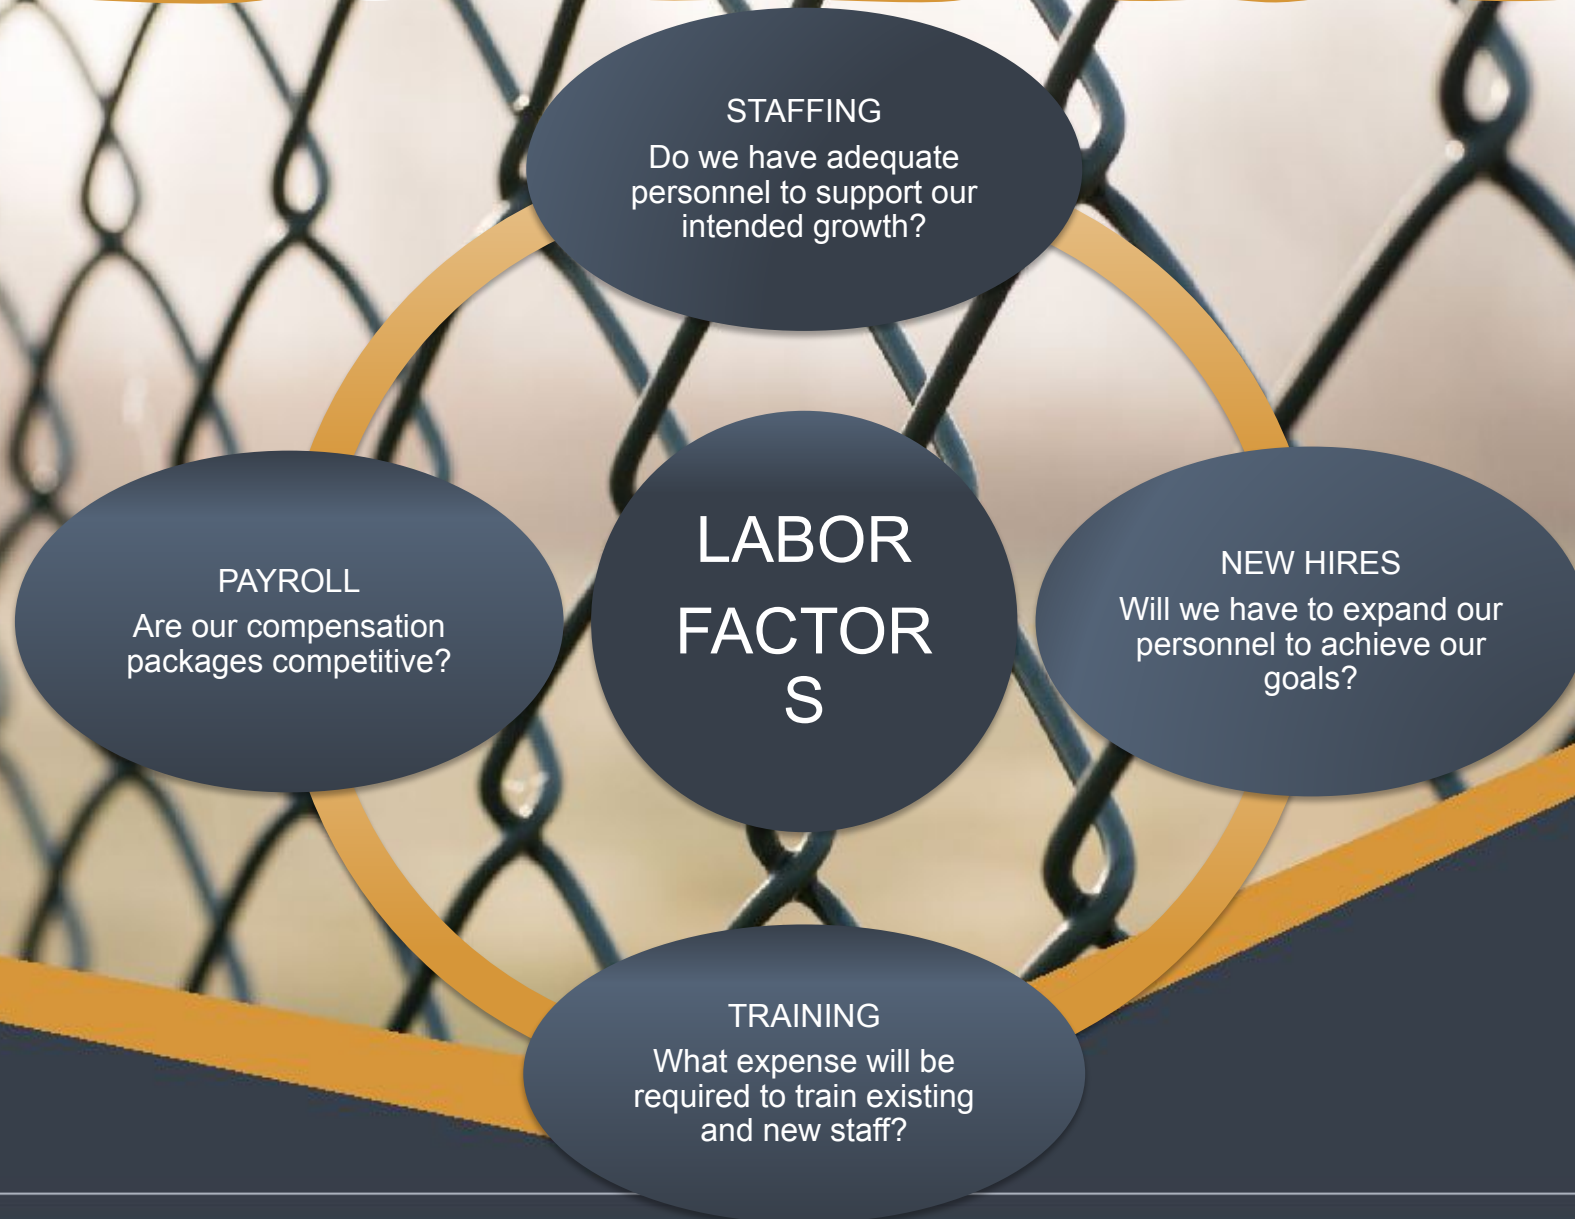 STAFFING
Do we have adequate
personnel to support our
intended growth?
LABOR
FACTOR
S
NEW HIRES
Will we have to expand our
personnel to achieve our
goals?
PAYROLL
Are our compensation
packages competitive?
TRAINING
What expense will be
required to train existing
and new staff?